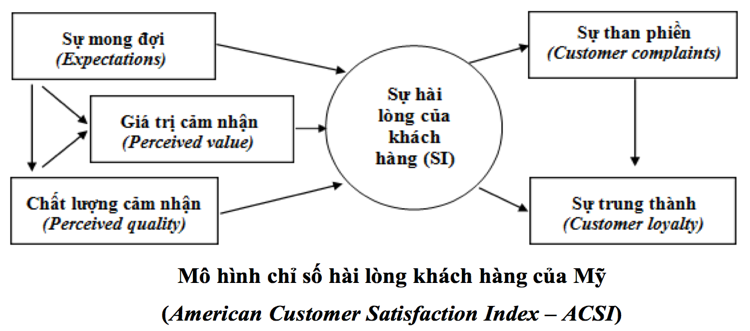 Sự mong đợi
(Expectations)
Giá trị cảm nhận
(Perceived value)
Chất lượng cảm nhận
(Perceived quality)
Sự hài
lòng của
khách
hàng (SI)
Sự than phiền
(Customer complaints)
Sự trung thành
(Customer loyalty)
Mô hình chỉ số hài lòng khách hàng của Mỹ
(American Customer Satisfaction Index – ACSI)